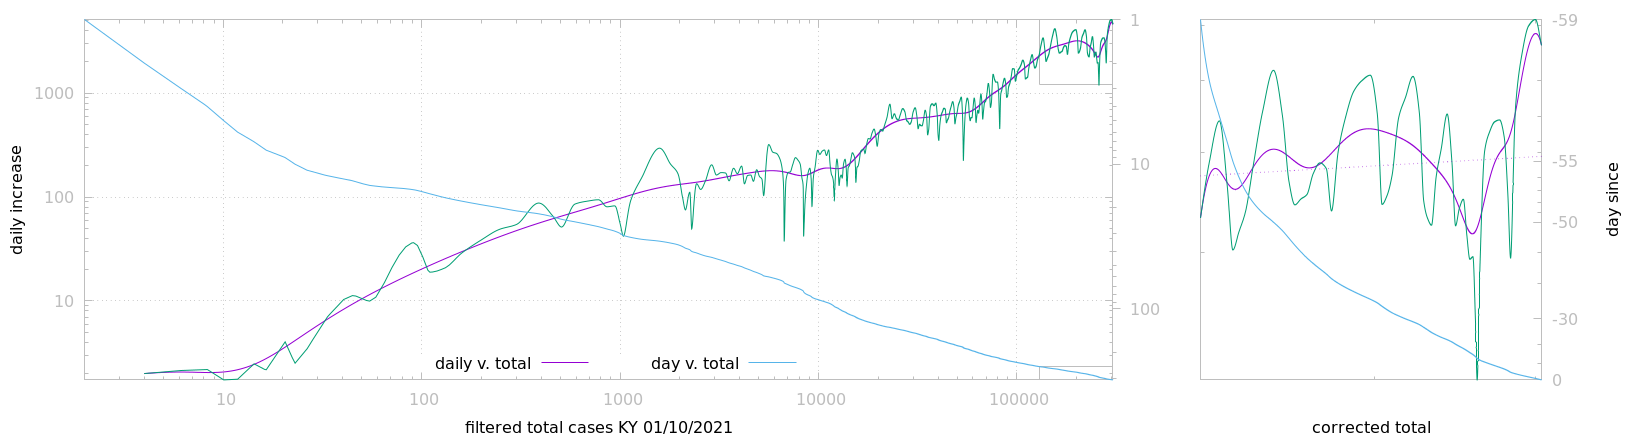 daily increase
1000
100
10
10
100
1000
10000
100000
filtered total cases KY 01/10/2021
daily v. total
day v. total
1
10
100
-59
-55
-50
-30
0
day since
corrected total